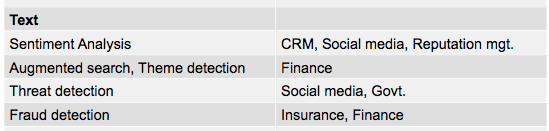 Text
Sentiment Analysis CRM, Social media, Reputation mgt.
Augmented search, Theme detection Finance
Threat detection Social media, Govt.
Fraud detection Insurance, Finance